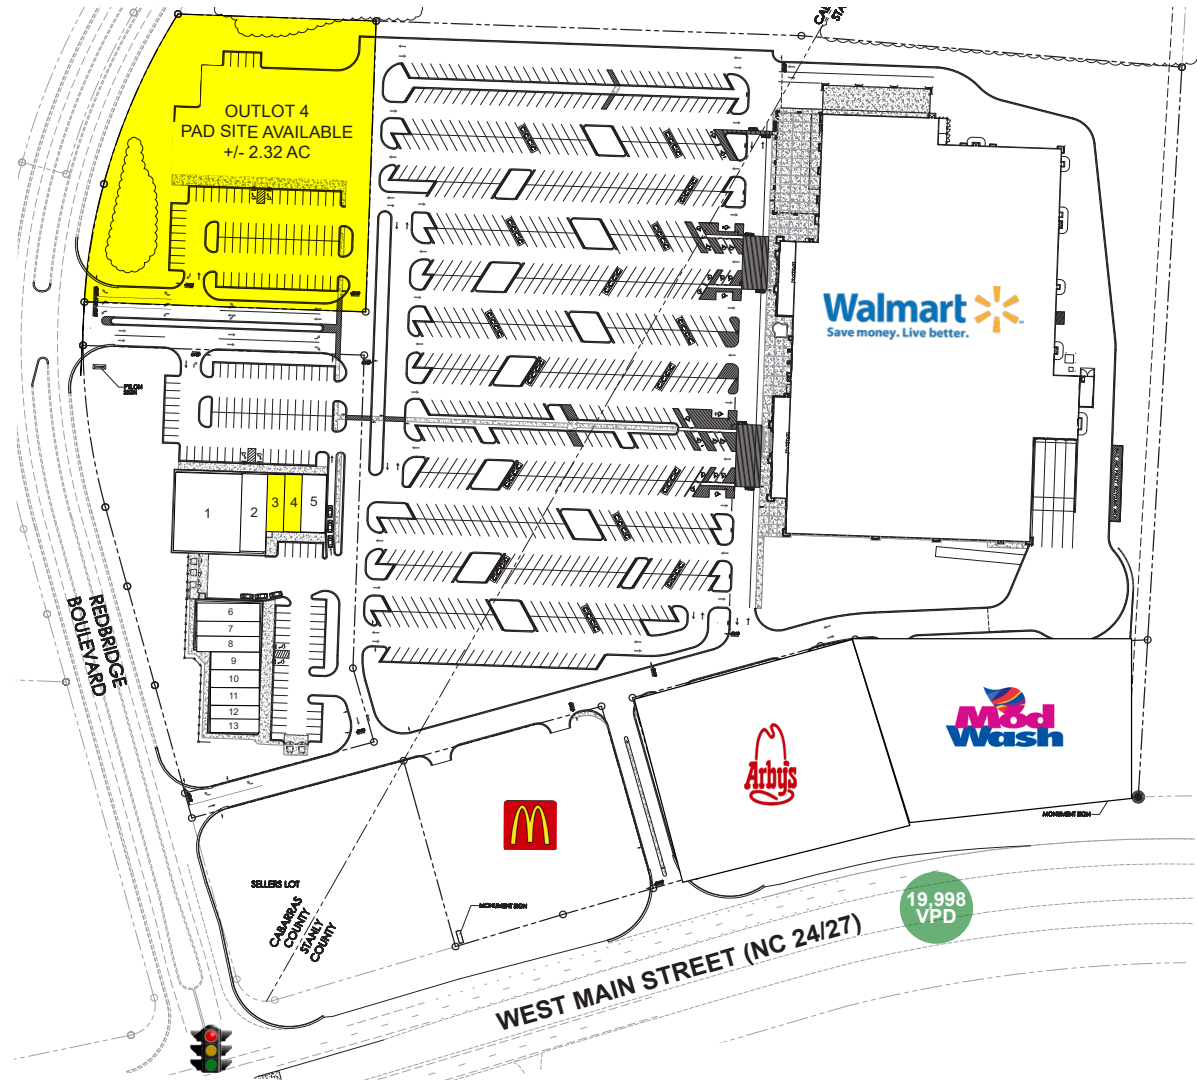 OUTLOT 4
PAD SITE AVAILABLE
+/- 2.32 AC
Walmart
Save money. Live better.
PYLON
SIGN
1
2
3
4
5
6
7
8
9
10
11
12
13
REDBRIDGE
BOULEVARD
Mod
Wash
Arby's
MONUMENT SIGN
SELLERS LOT
CABARRAS
COUNTY
STANLY
COUNTY
MONUMENT SIGN
19,998
VPD
WEST MAIN STREET (NC 24/27)